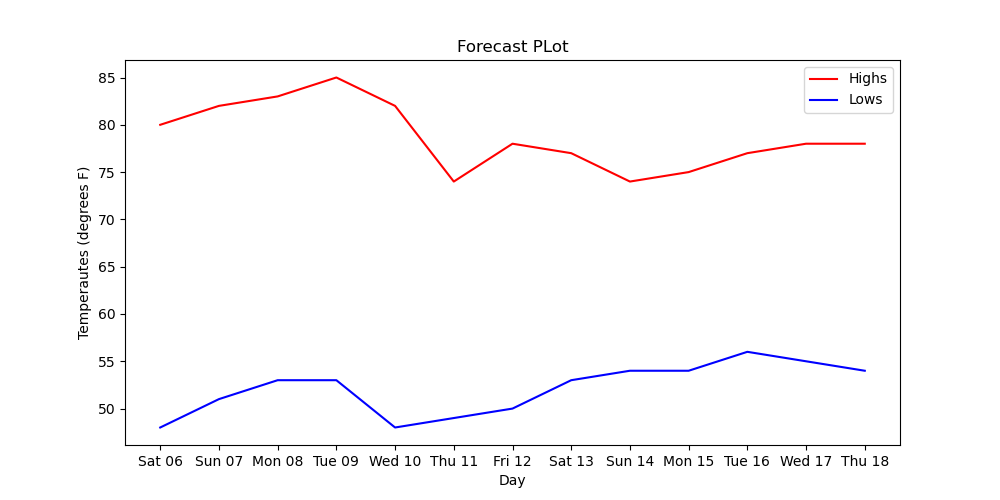 Forecast PLot
Highs
Lows
85
80
75
70
65
60
55
50
Temperautes (degrees F)
Sat 06 Sun 07 Mon 08 Tue 09 Wed 10 Thu 11 Fri 12 Sat 13 Sun 14 Mon 15 Tue 16 Wed 17 Thu 18
Day